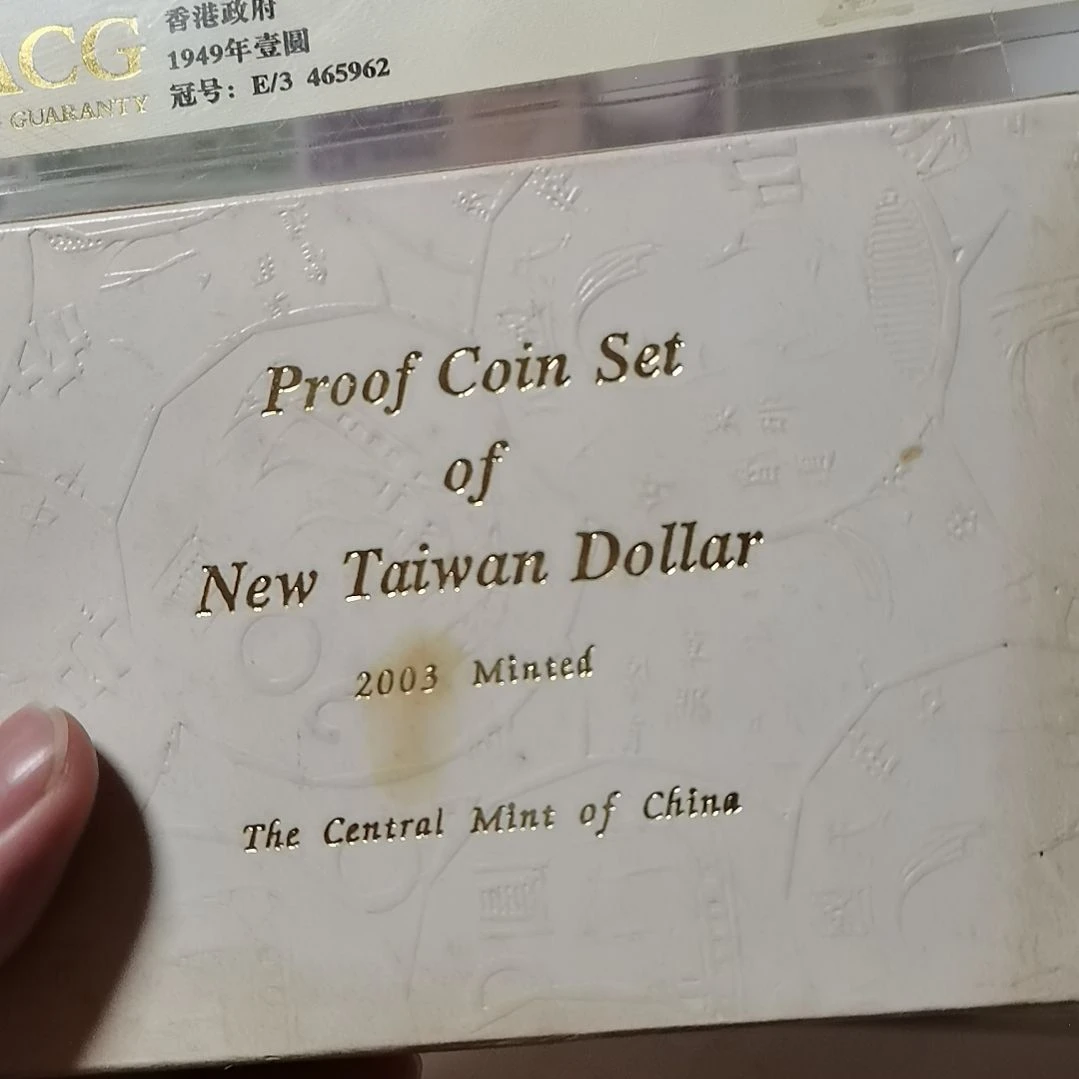 ACG
GUARANTY
香港政府
1949年壹圓
冠号: E/3 465962
Proof Coin Set
of
New Taiwan Dollar
2003 Minted
The Central Mint of China